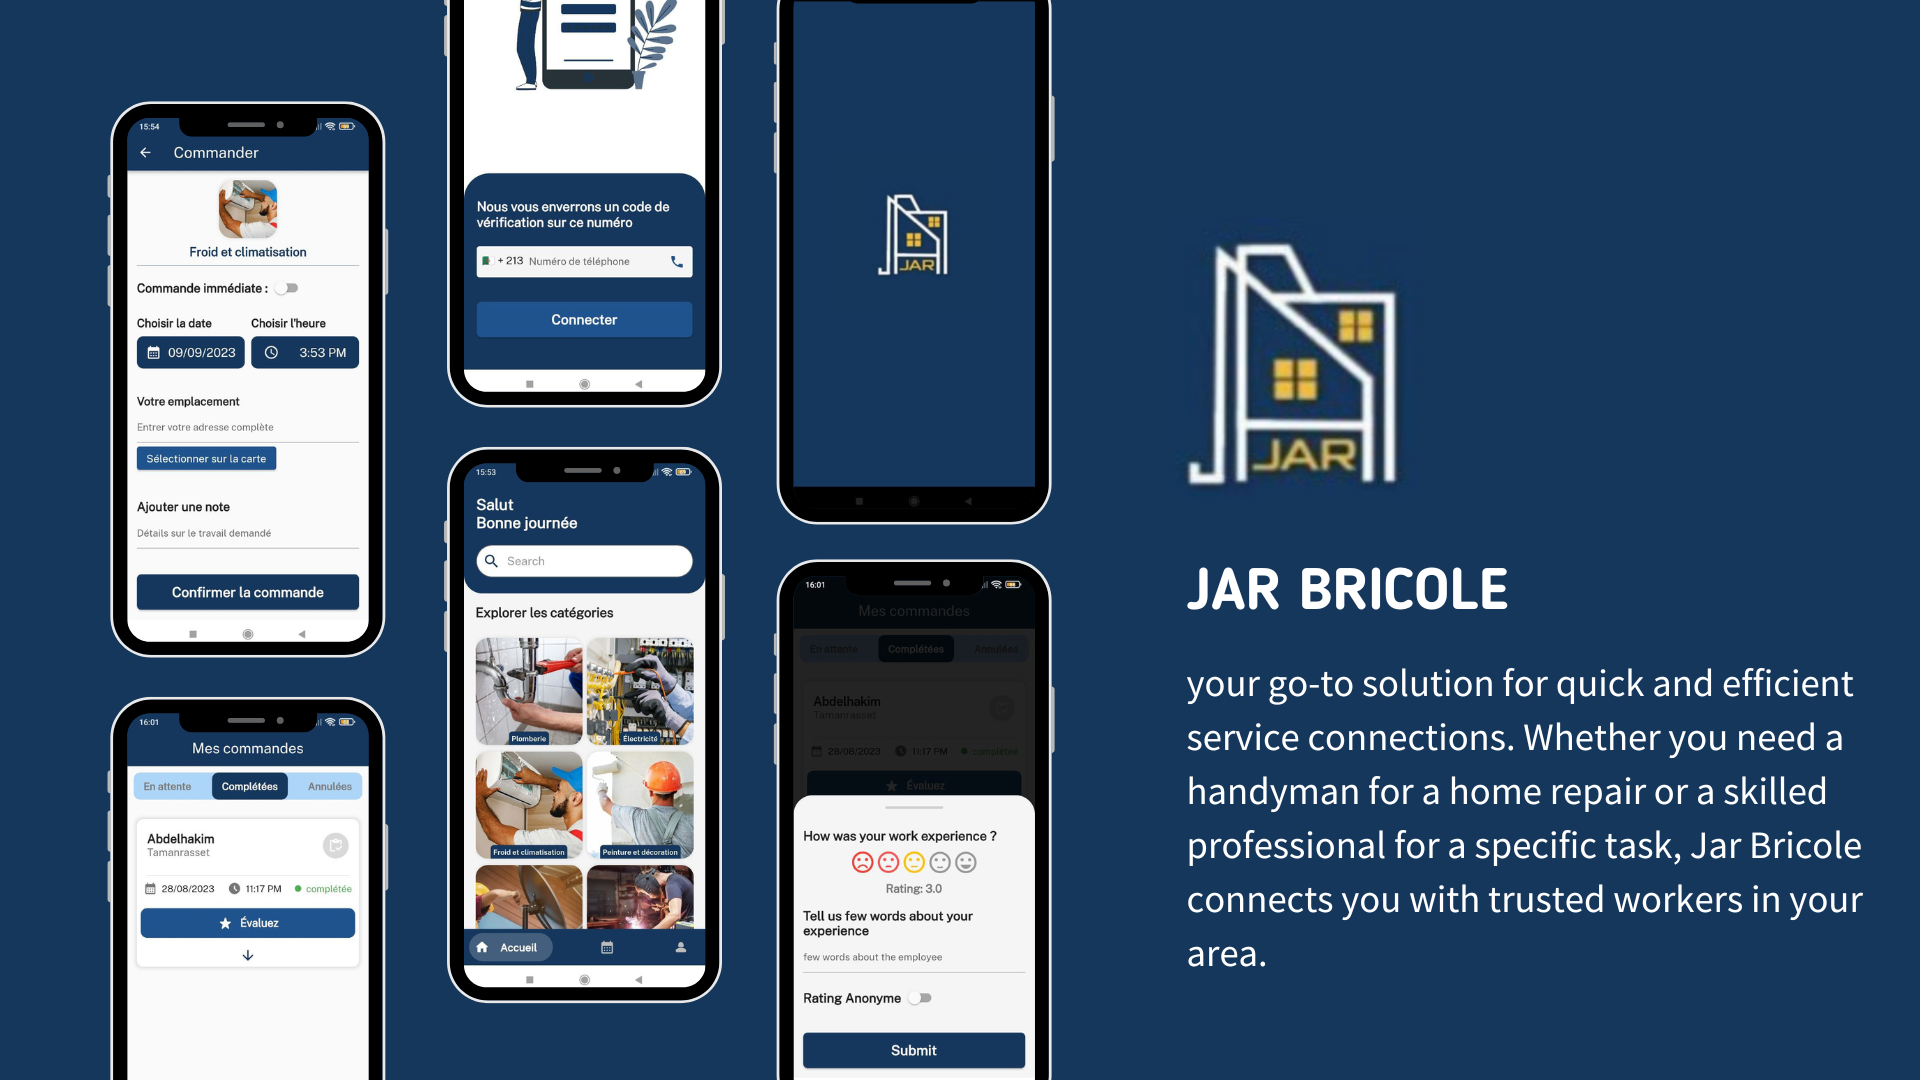 15:54
Commander
Froid et climatisation
Commande immédiate :
Choisir la date
Choisir l'heure
09/09/2023
3:53 PM
Votre emplacement
Entrer votre adresse complète
Sélectionner sur la carte
Ajouter une note
Détails sur le travail demandé
Confirmer la commande
16:01
Mes commandes
En attente
Complétées
Annulées
Abdelhakim
Tamanrasset
28/08/2023
11:17 PM
complétée
Évaluez
Nous vous enverrons un code de
vérification sur ce numéro
+ 213
Numéro de téléphone
Connecter
15:53
Salut
Bonne journée
Search
Explorer les catégories
Plomberie
Électricité
Froid et climatisation
Peinture et décoration
Accueil
JAR
16:01
Mes commandes
En attente
Complétées
Annulées
Abdelhakim
Tamanrasset
28/08/2023
11:17 PM
complétée
Évaluez
How was your work experience ?
Rating: 3.0
Tell us few words about your
experience
few words about the employee
Rating Anonyme
Submit
JAR
JAR BRICOLE
your go-to solution for quick and efficient
service connections. Whether you need a
handyman for a home repair or a skilled
professional for a specific task, Jar Bricole
connects you with trusted workers in your
area.